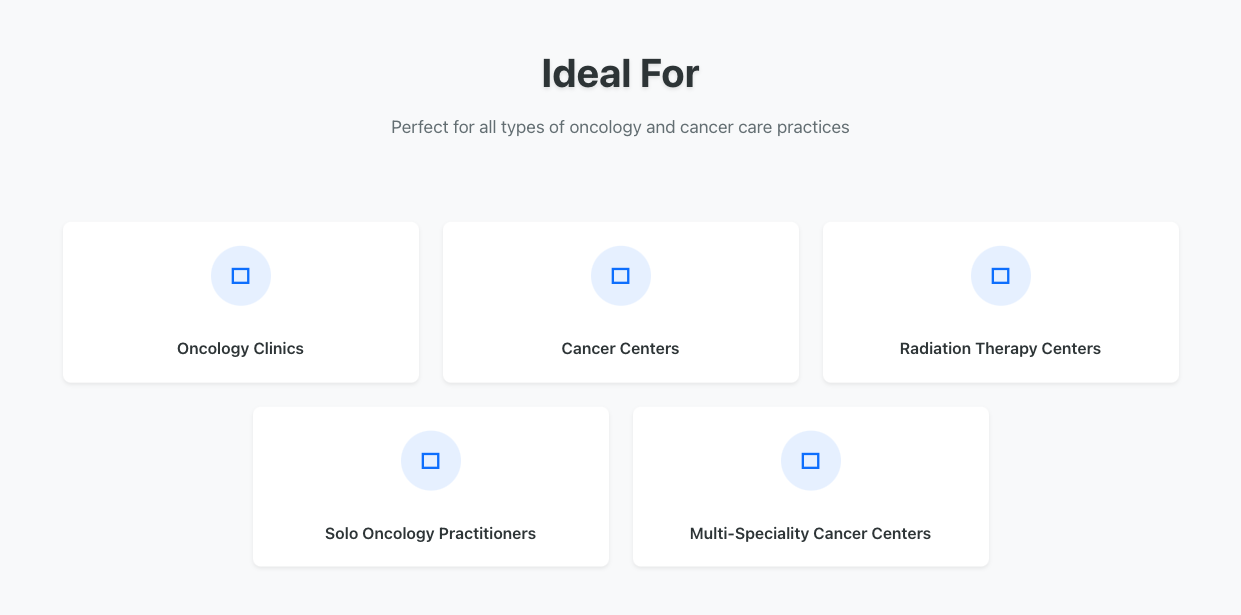 Ideal For
Perfect for all types of oncology and cancer care practices
Oncology Clinics
Cancer Centers
Radiation Therapy Centers
Solo Oncology Practitioners
Multi-Speciality Cancer Centers